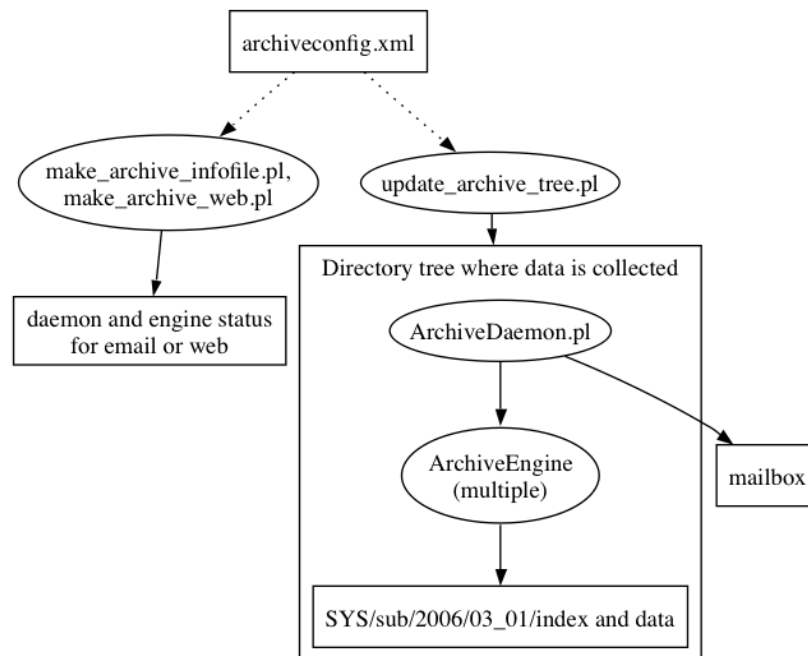 archiveconfig.xml
make_archive_infofile.pl,
make_archive_web.pl
update_archive_tree.pl
Directory tree where data is collected
daemon and engine status
for email or web
ArchiveDaemon.pl
ArchiveEngine
(multiple)
mailbox
SYS/sub/2006/03_01/index and data